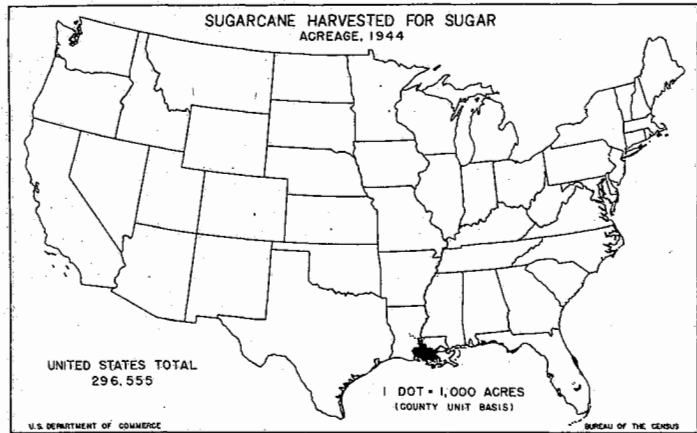 SUGARCANE HARVESTED FOR SUGAR
ACREAGE, 1944
UNITED STATES TOTAL
296,555
1 DOT = 1,000 ACRES
(COUNTY UNIT BASIS)
U.S. DEPARTMENT OF COMMERCE
BUREAU OF THE CENSUS